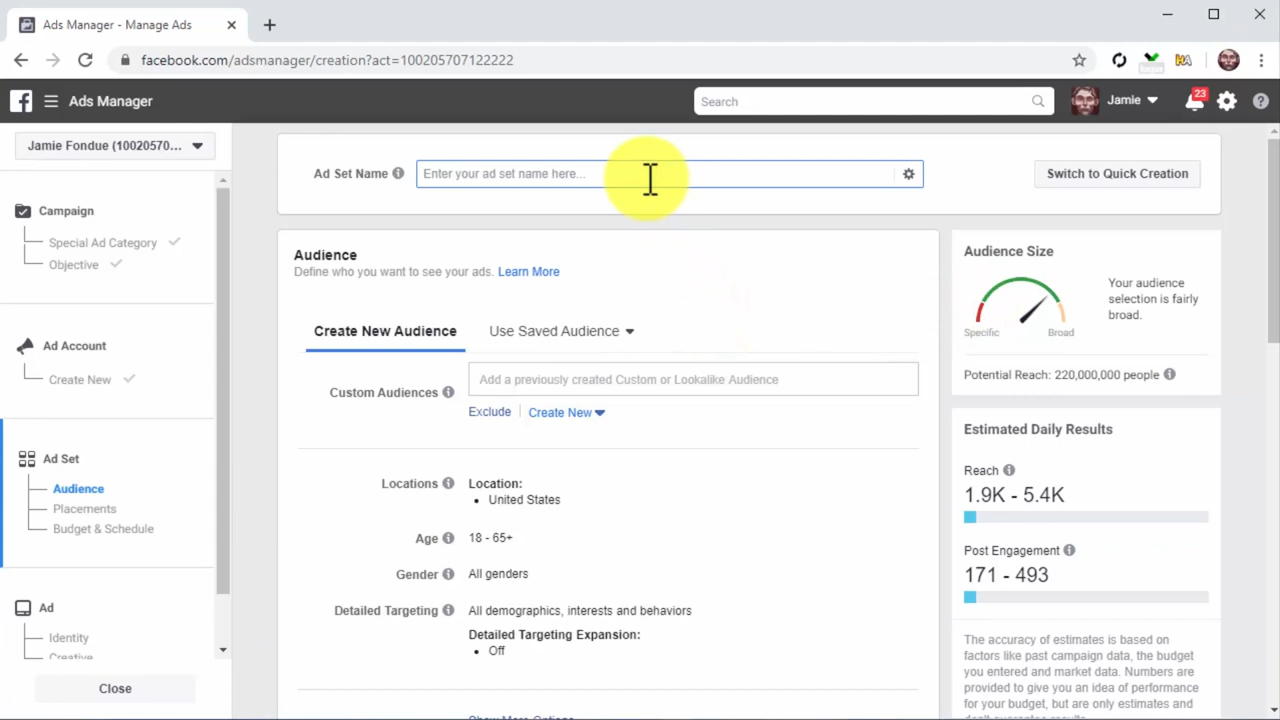 Ads Manager - Manage Ads
facebook.com/adsmanager/creation?act=100205707122222
Ads Manager
Search
Jamie
23
Jamie Fondue (10020570...
Campaign
Special Ad Category
Objective
Ad Account
Create New
Ad Set
Audience
Placements
Budget & Schedule
Ad
Identity
Creative
Close
Ad Set Name
Enter your ad set name here...
Switch to Quick Creation
Audience
Define who you want to see your ads. Learn More
Create New Audience
Use Saved Audience
Custom Audiences
Add a previously created Custom or Lookalike Audience
Exclude
Create New
Locations
Location:
• United States
Age
18 - 65+
Gender
All genders
Detailed Targeting
All demographics, interests and behaviors
Detailed Targeting Expansion:
• Off
Show More Options
Audience Size
Specific
Broad
Your audience
selection is fairly
broad.
Potential Reach: 220,000,000 people
Estimated Daily Results
Reach
1.9K - 5.4K
Post Engagement
171 - 493
The accuracy of estimates is based on
factors like past campaign data, the budget
you entered and market data. Numbers are
provided to give you an idea of performance
for your budget, but are only estimates and
don't guarantee results.